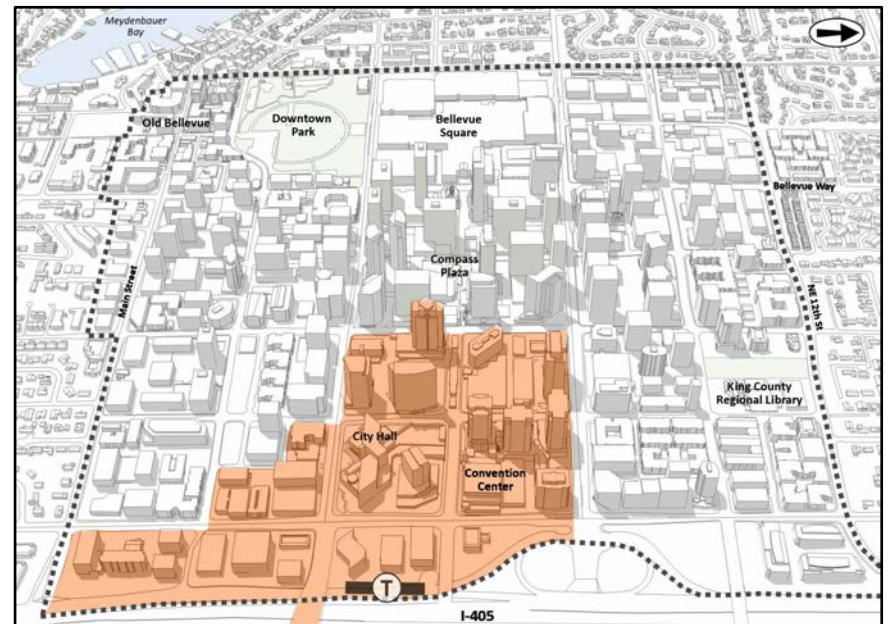 Meydenbauer
Bay
Old Bellevue
Downtown
Park
Bellevue
Square
Bellevue Way
Compass
Plaza
Main Street
NE 12th St
King County
Regional Library
City Hall
Convention
Center
T
I-405